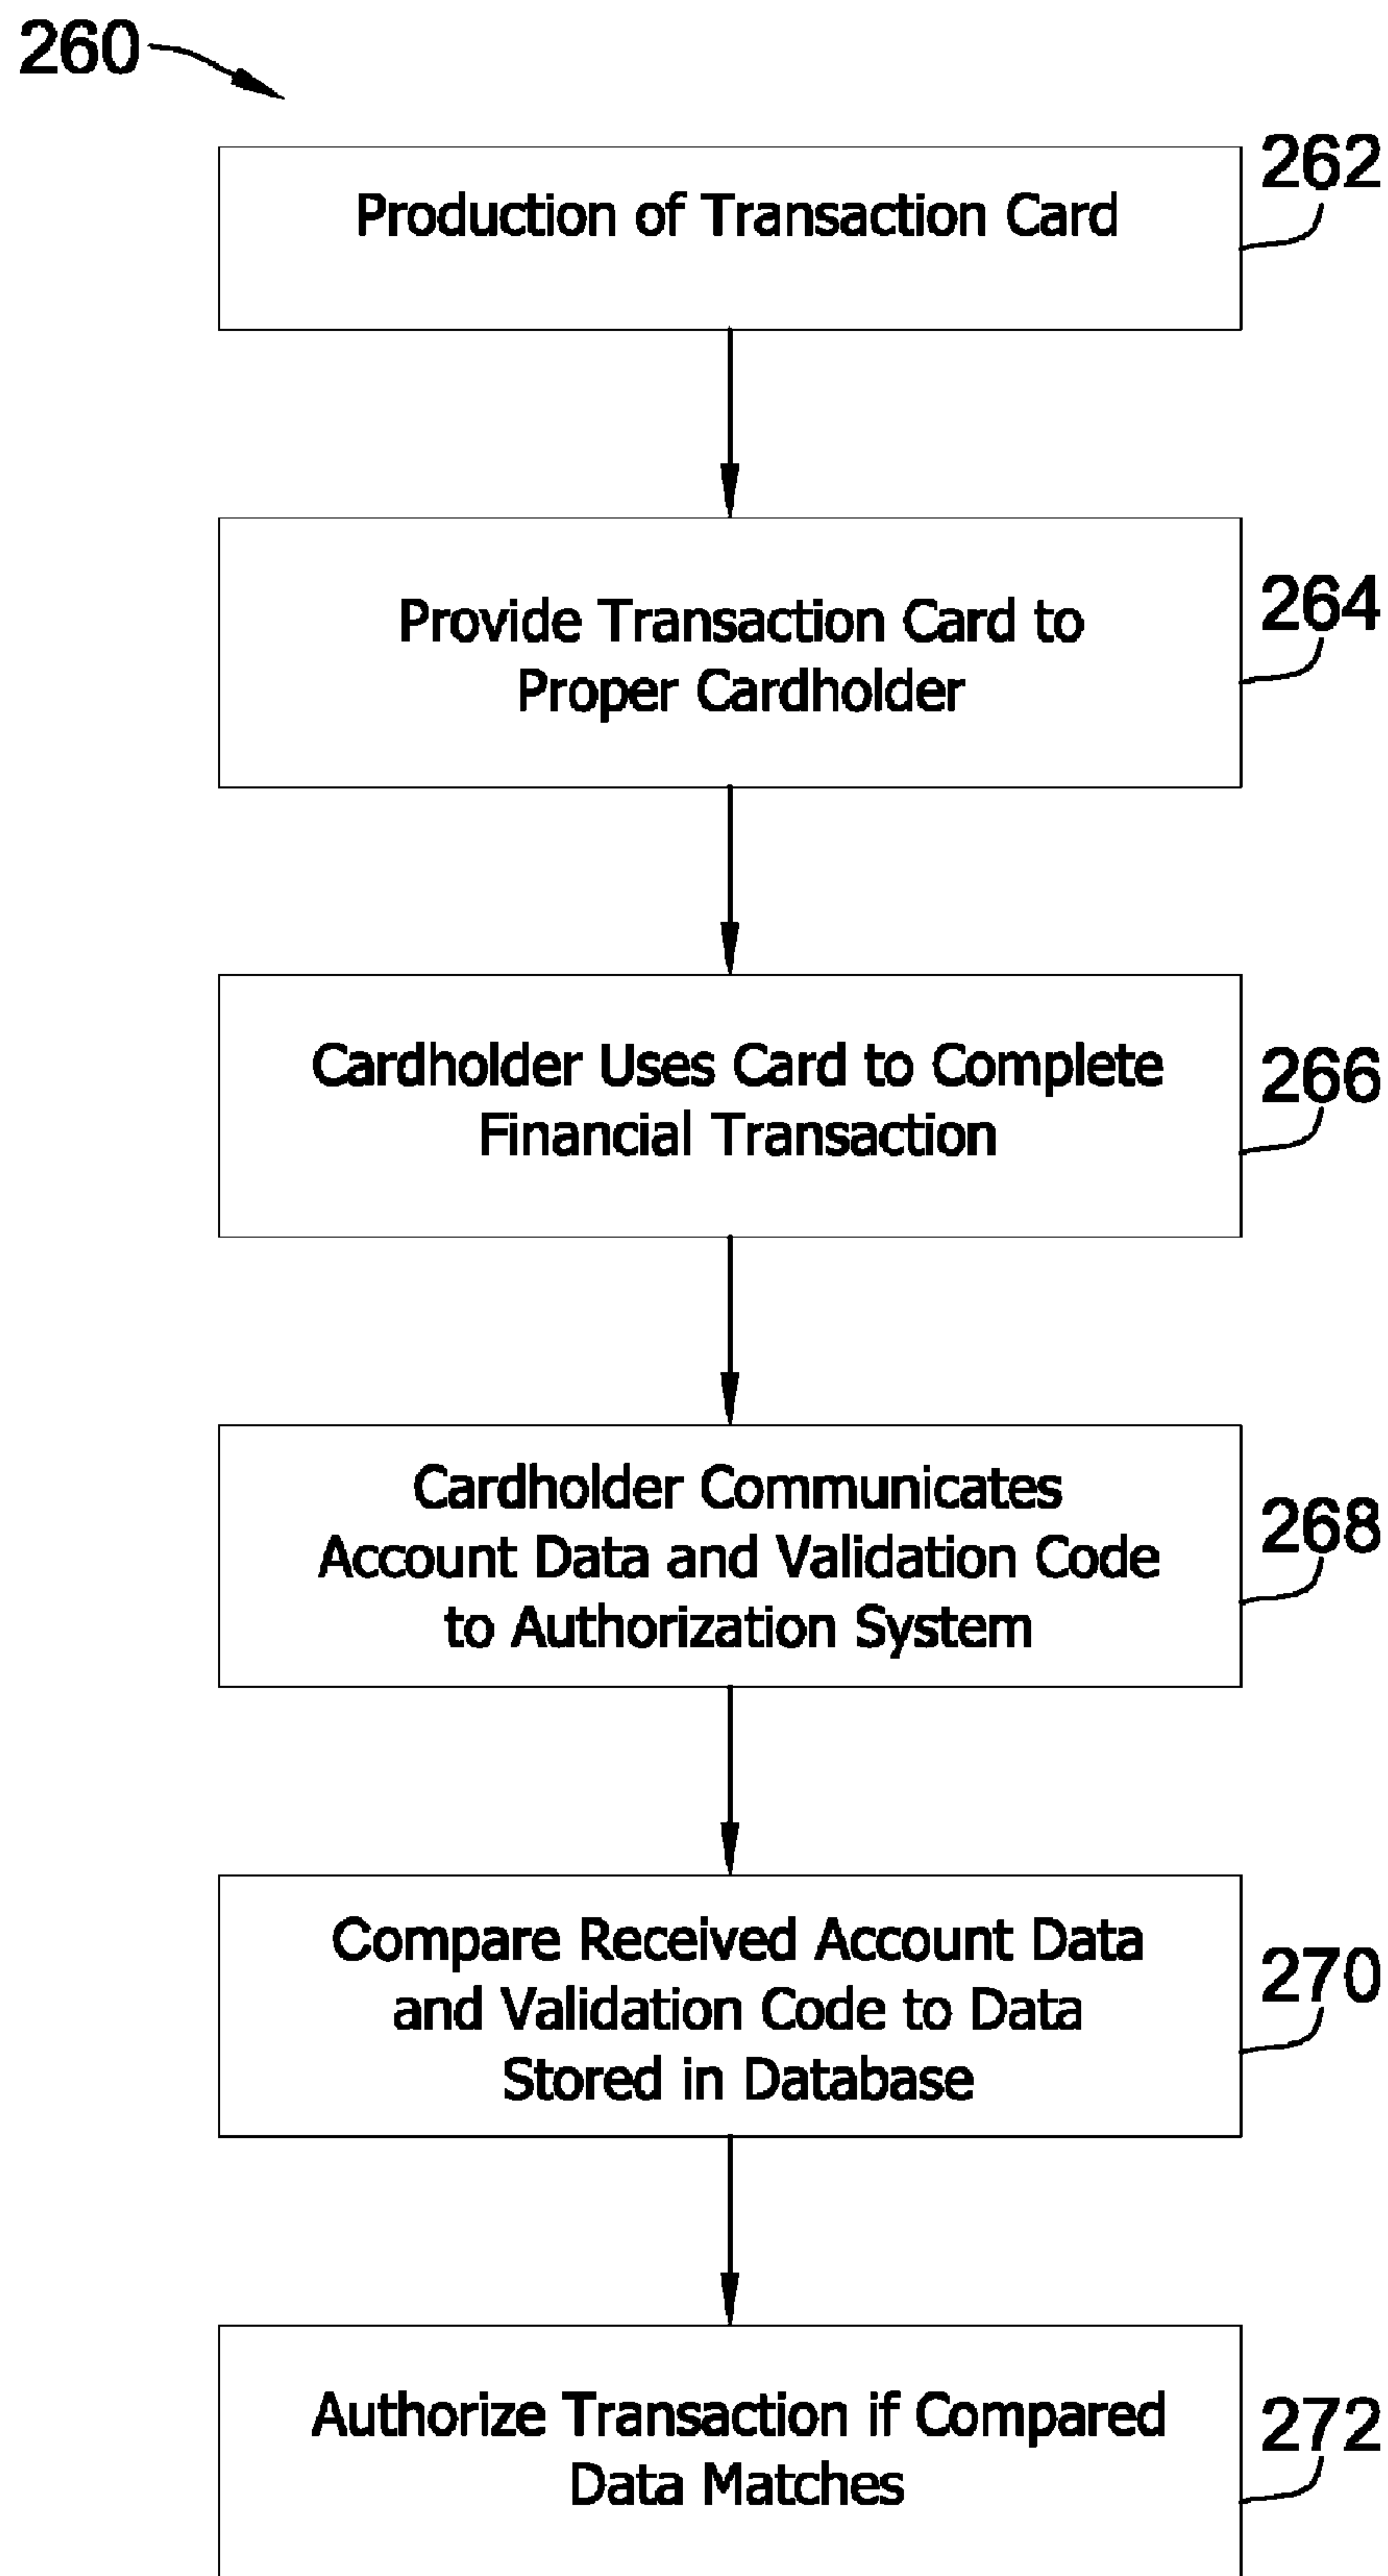 260
262
Production of Transaction Card
264
Provide Transaction Card to
Proper Cardholder
266
Cardholder Uses Card to Complete
Financial Transaction
268
Cardholder Communicates
Account Data and Validation Code
to Authorization System
270
Compare Received Account Data
and Validation Code to Data
Stored in Database
272
Authorize Transaction if Compared
Data Matches